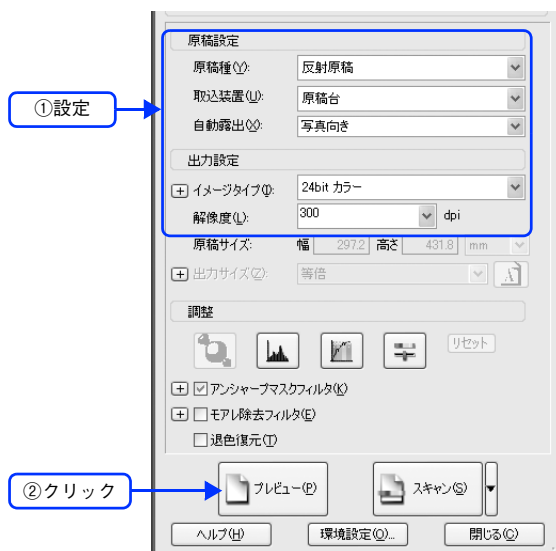 原稿設定
原稿種(Y): 反射原稿
①設定
取込装置(U): 原稿台
自動露出(X): 写真向き
出力設定
イメージタイプ(I): 24bit カラー
解像度(L): 300 dpi
原稿サイズ: 幅 297.2 高さ 431.8 mm
出力サイズ(Z): 等倍
調整
リセット
アンシャープマスクフィルタ(K)
モアレ除去フィルタ(E)
退色復元(T)
②クリック
プレビュー(P) スキャン(S)
ヘルプ(H) 環境設定(O)... 閉じる(C)